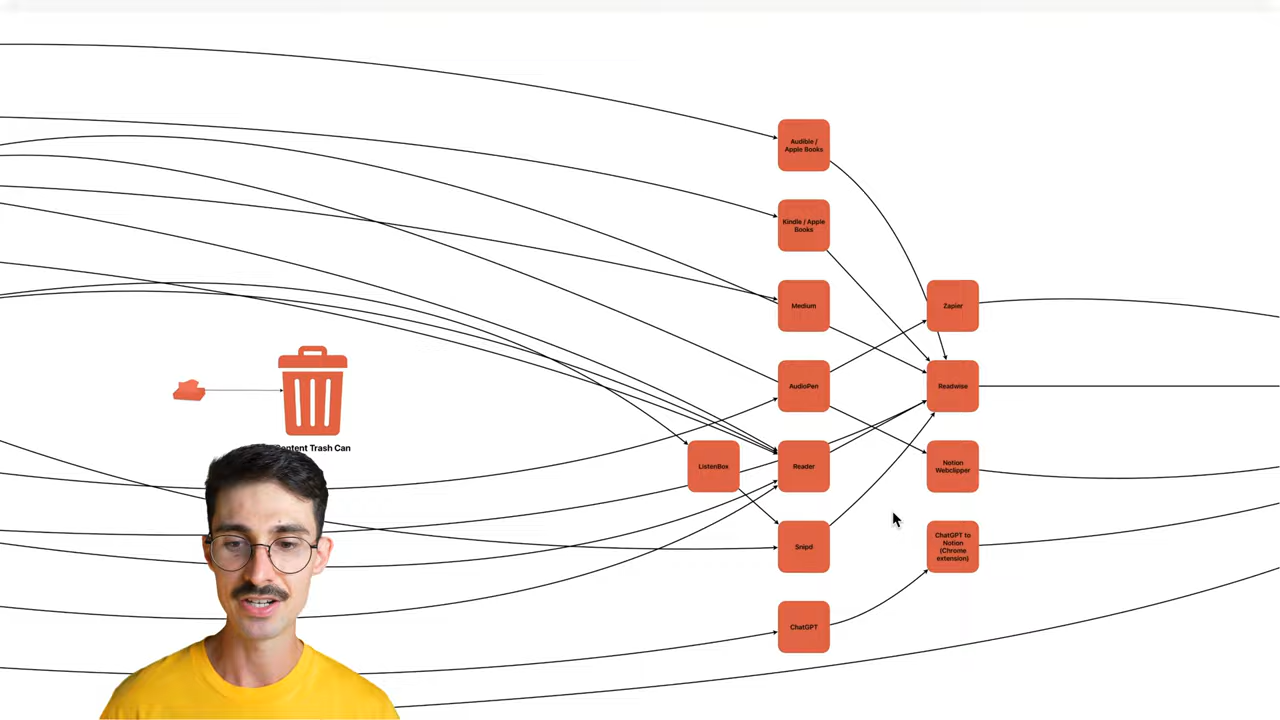 Audible /
Apple Books
Kindle / Apple
Books
Medium
Zapier
AudioPen
Readwise
Content Trash Can
ListenBox
Reader
Notion
Webclipper
Snipd
ChatGPT to
Notion
(Chrome
extension)
ChatGPT